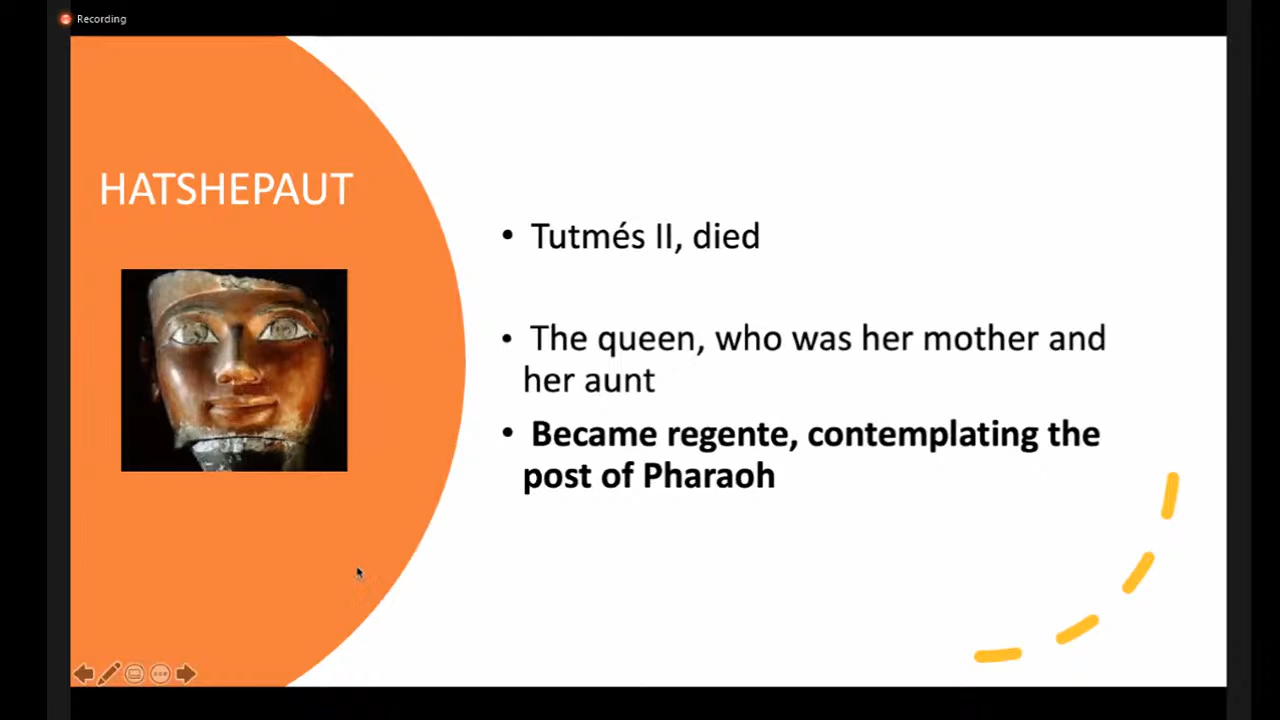 Recording
HATSHEPAUT
• Tutmés II, died
• The queen, who was her mother and
her aunt
• Became regente, contemplating the
post of Pharaoh